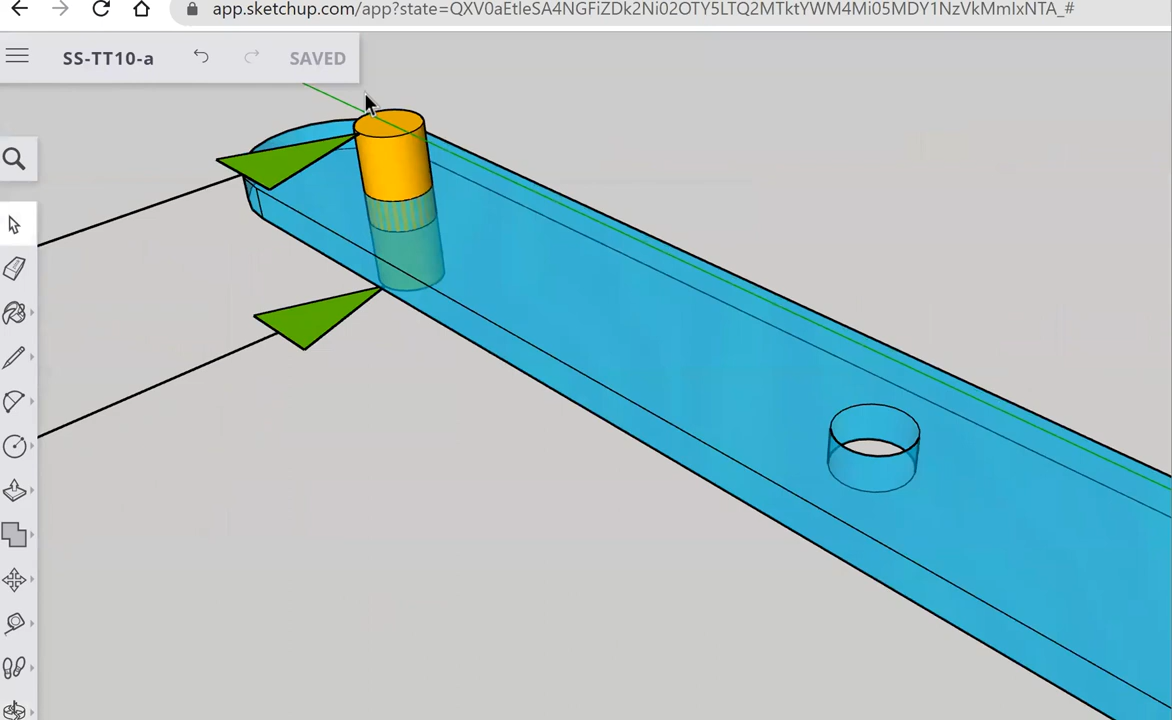 app.sketchup.com/app?state=QXV0aEtleSA4NGFiZDk2Ni02OTY5LTQ2MTktYWM4Mi05MDY1NzVkMmIxNTA_#
SS-TT10-a
SAVED